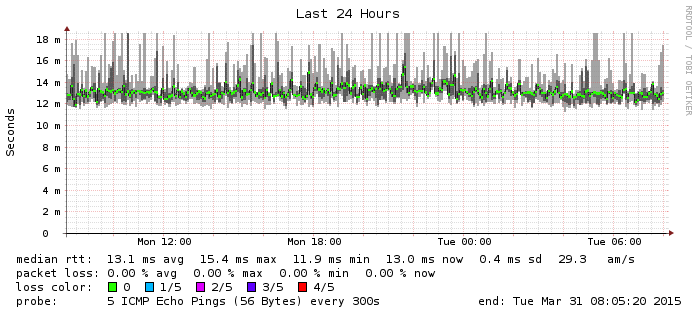 Last 24 Hours
RRDTOOL / TOBI OETIKER
Seconds
18 m
16 m
14 m
12 m
10 m
8 m
6 m
4 m
2 m
0
Mon 12:00 Mon 18:00 Tue 00:00 Tue 06:00
median rtt: 13.1 ms avg 15.4 ms max 11.9 ms min 13.0 ms now 0.4 ms sd 29.3 am/s
packet loss: 0.00 % avg 0.00 % max 0.00 % min 0.00 % now
loss color: 0 1/5 2/5 3/5 4/5
probe: 5 ICMP Echo Pings (56 Bytes) every 300s end: Tue Mar 31 08:05:20 2015